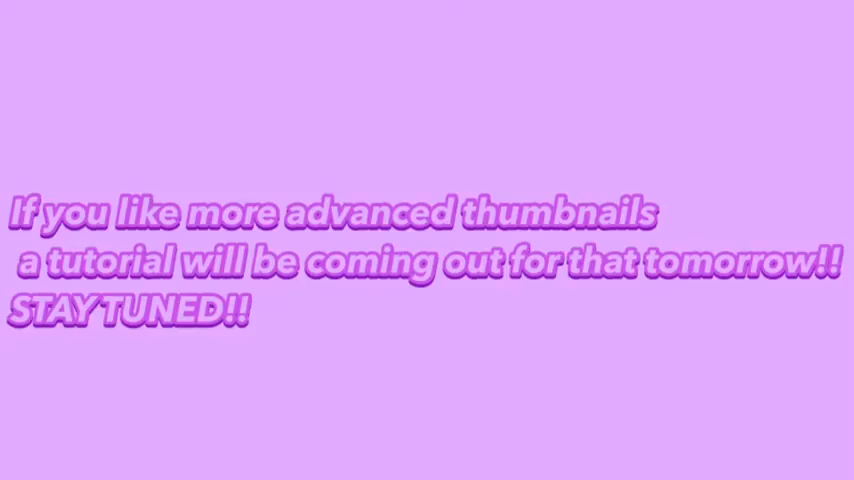 If you like more advanced thumbnails
a tutorial will be coming out for that tomorrow!!
STAY TUNED!!